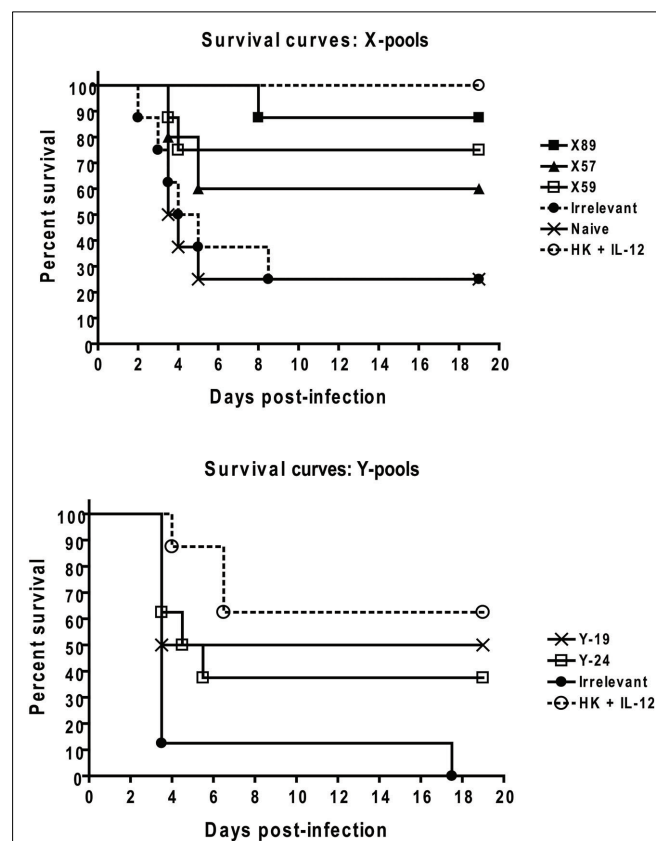 Survival curves: X-pools
Percent survival
100
90
80
70
60
50
40
30
20
10
0
0 2 4 6 8 10 12 14 16 18 20
Days post-infection
X89
X57
X59
Irrelevant
Naive
HK + IL-12
Survival curves: Y-pools
Percent survival
100
90
80
70
60
50
40
30
20
10
0
0 2 4 6 8 10 12 14 16 18 20
Days post-infection
Y-19
Y-24
Irrelevant
HK + IL-12